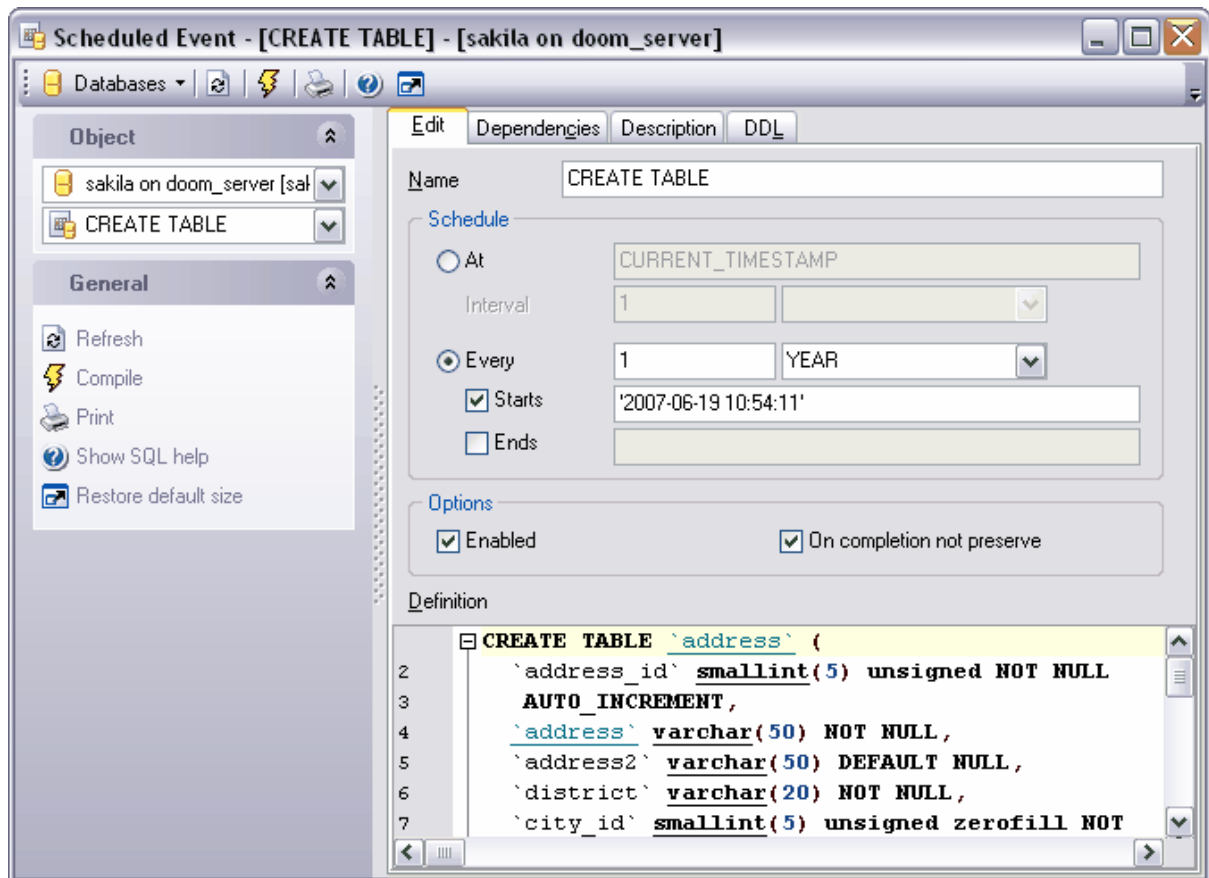 Scheduled Event - [CREATE TABLE] - [sakila on doom_server]
Databases
Object
sakila on doom_server [sak
CREATE TABLE
General
Refresh
Compile
Print
Show SQL help
Restore default size
Edit
Dependencies
Description
DDL
Name
CREATE TABLE
Schedule
At
CURRENT_TIMESTAMP
Interval
1
Every
1
YEAR
Starts
'2007-06-19 10:54:11'
Ends
Options
Enabled
On completion not preserve
Definition
CREATE TABLE `address` (
2 `address_id` smallint(5) unsigned NOT NULL
3 AUTO_INCREMENT,
4 `address` varchar(50) NOT NULL,
5 `address2` varchar(50) DEFAULT NULL,
6 `district` varchar(20) NOT NULL,
7 `city_id` smallint(5) unsigned zerofill NOT